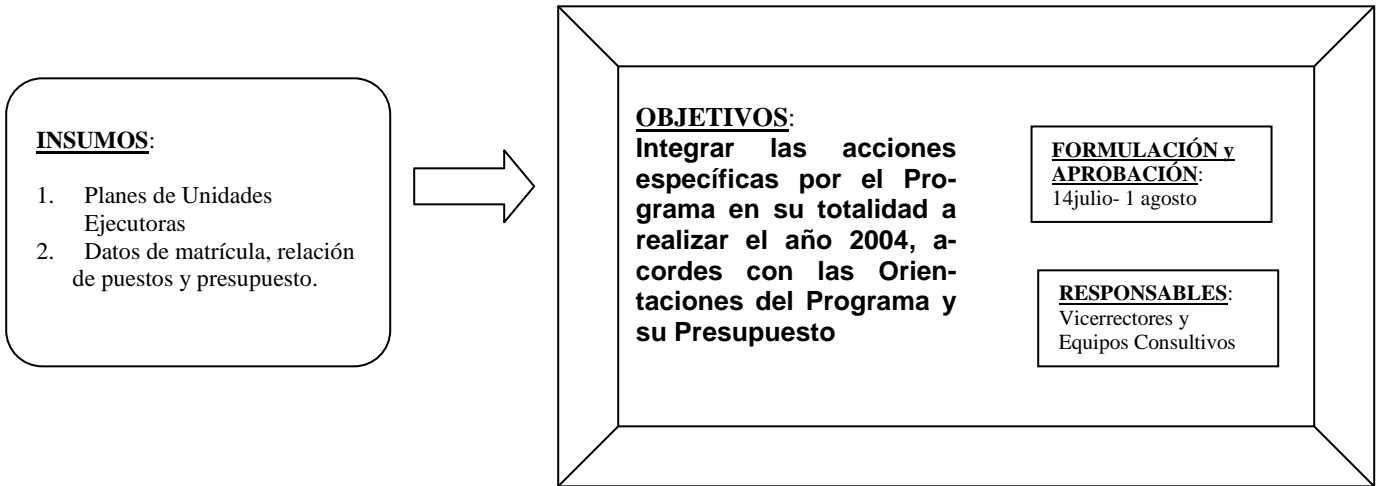 INSUMOS:
1. Planes de Unidades
Ejecutoras
2. Datos de matrícula, relación
de puestos y presupuesto.
OBJETIVOS:
Integrar las acciones
específicas por el Pro-
grama en su totalidad a
realizar el año 2004, a-
cordes con las Orien-
taciones del Programa y
su Presupuesto
FORMULACIÓN y
APROBACIÓN:
14julio- 1 agosto
RESPONSABLES:
Vicerrectores y
Equipos Consultivos